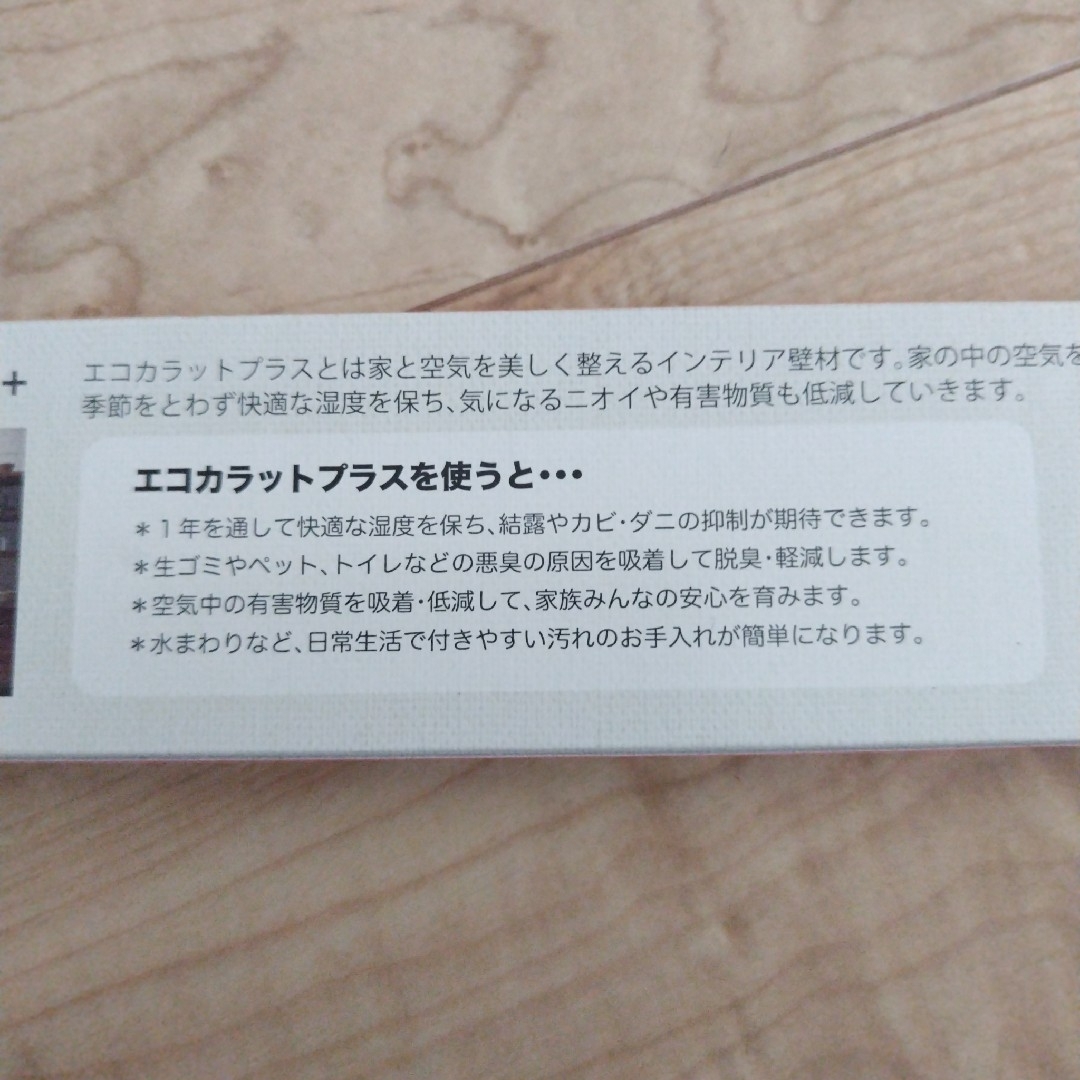 +
エコカラットプラスとは家と空気を美しく整えるインテリア壁材です。家の中の空気を
季節をとわず快適な湿度を保ち、気になるニオイや有害物質も低減していきます。
エコカラットプラスを使うと・・・
＊1年を通して快適な湿度を保ち、結露やカビ・ダニの抑制が期待できます。
＊生ゴミやペット、トイレなどの悪臭の原因を吸着して脱臭・軽減します。
＊空気中の有害物質を吸着・低減して、家族みんなの安心を育みます。
＊水まわりなど、日常生活で付きやすい汚れのお手入れが簡単になります。